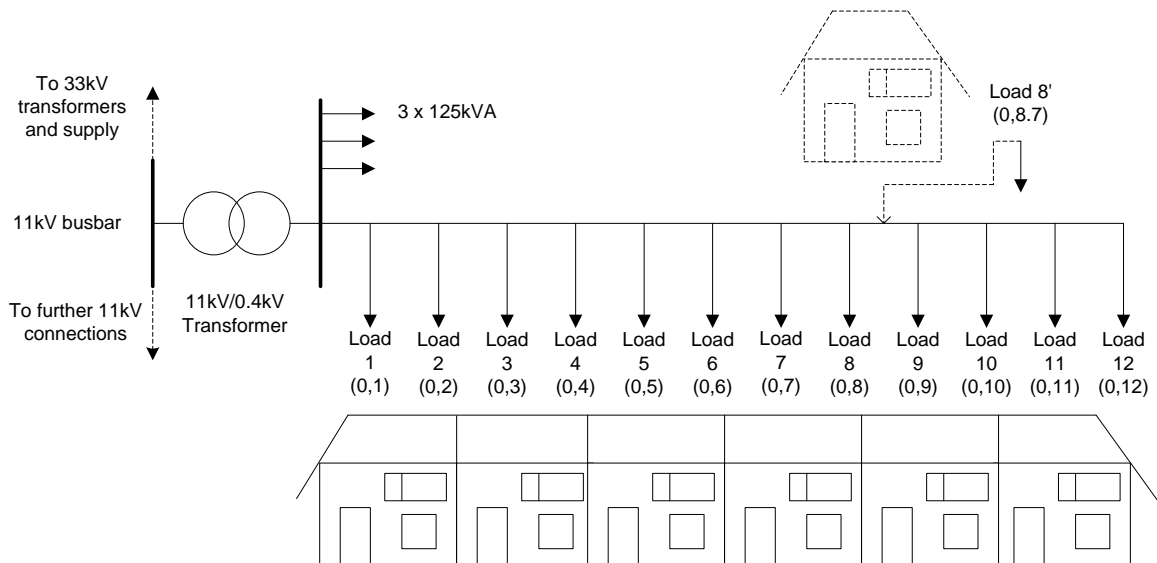 To 33kV
transformers
and supply
11kV busbar
To further 11kV
connections
11kV/0.4kV
Transformer
3 x 125kVA
Load 8'
(0,8.7)
Load
1
(0,1)
Load
2
(0,2)
Load
3
(0,3)
Load
4
(0,4)
Load
5
(0,5)
Load
6
(0,6)
Load
7
(0,7)
Load
8
(0,8)
Load
9
(0,9)
Load
10
(0,10)
Load
11
(0,11)
Load
12
(0,12)